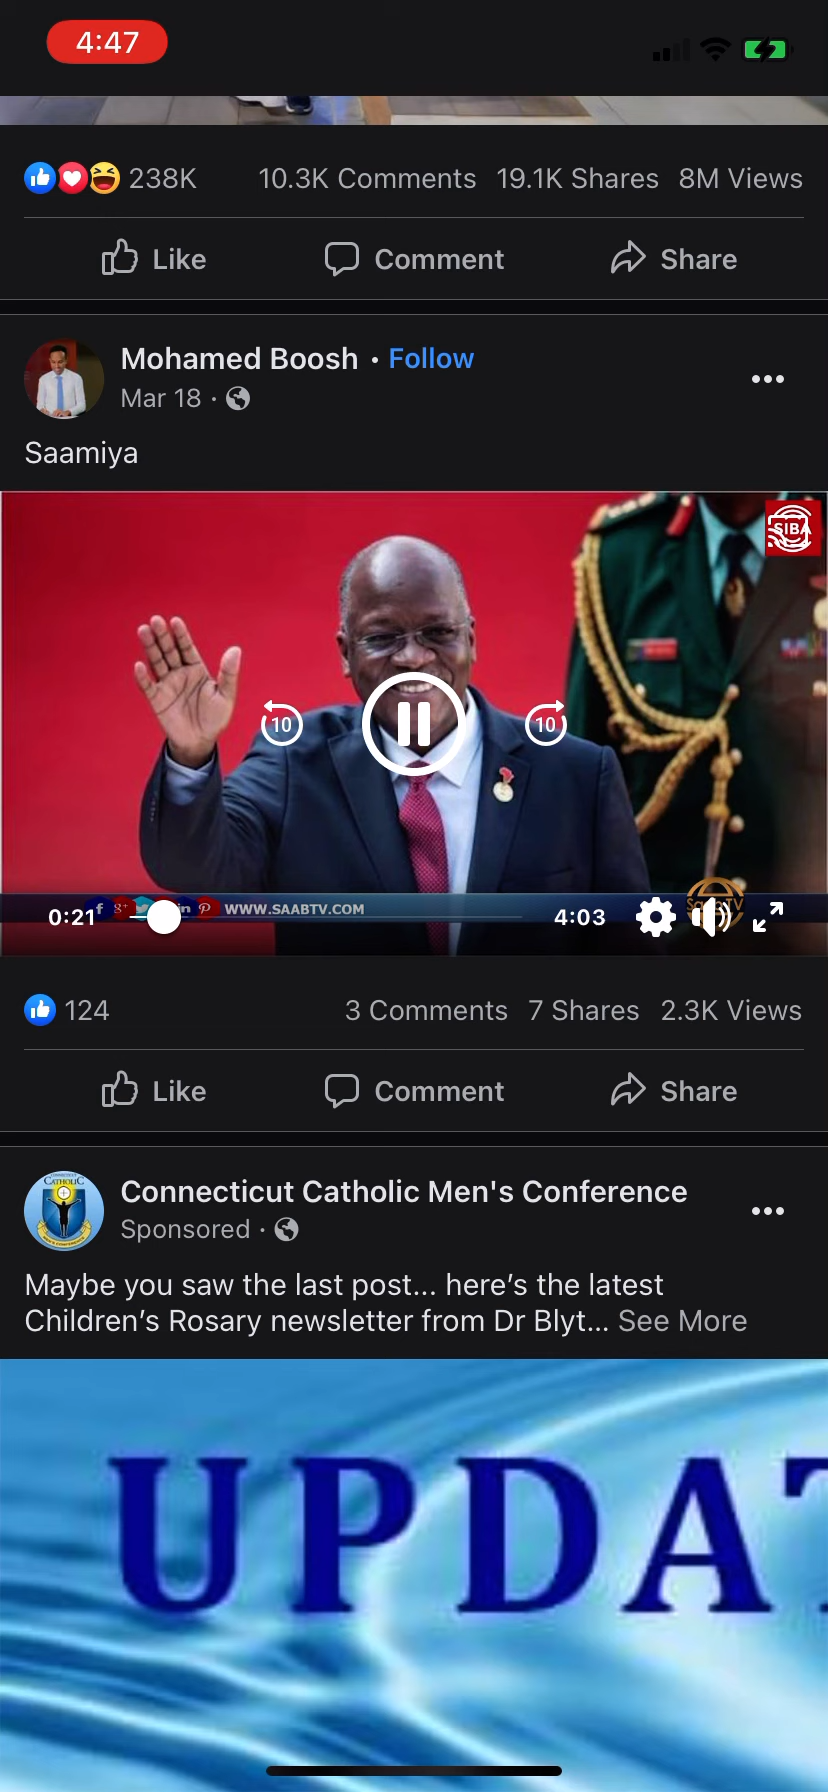 4:47
238K 10.3K Comments 19.1K Shares 8M Views
Like Comment Share
Mohamed Boosh · Follow
Mar 18 ·
Saamiya
SIBA
10 10
0:21 f g+ in WWW.SAABTV.COM 4:03
124 3 Comments 7 Shares 2.3K Views
Like Comment Share
CATHOLIC
Connecticut Catholic Men's Conference
Sponsored ·
Maybe you saw the last post... here’s the latest
Children’s Rosary newsletter from Dr Blyt... See More
UPDAT